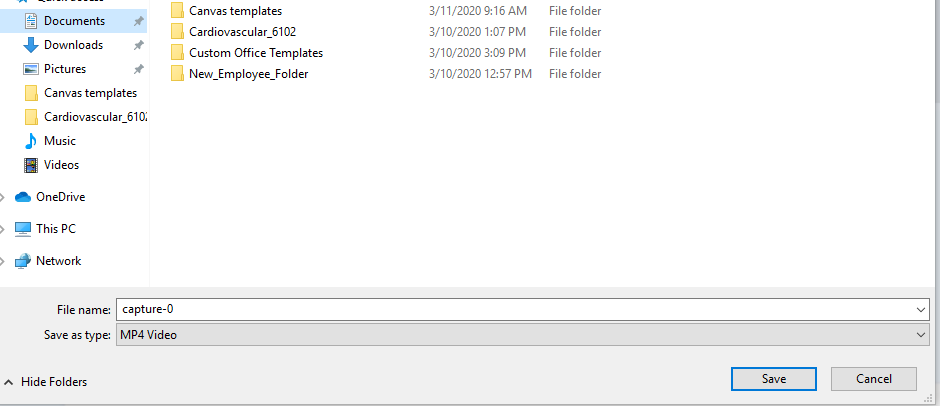 Documents
Downloads
Pictures
Canvas templates
Cardiovascular_6102
Music
Videos
OneDrive
This PC
Network
Canvas templates 3/11/2020 9:16 AM File folder
Cardiovascular_6102 3/10/2020 1:07 PM File folder
Custom Office Templates 3/10/2020 3:09 PM File folder
New_Employee_Folder 3/10/2020 12:57 PM File folder
File name: capture-0
Save as type: MP4 Video
Hide Folders
Save
Cancel